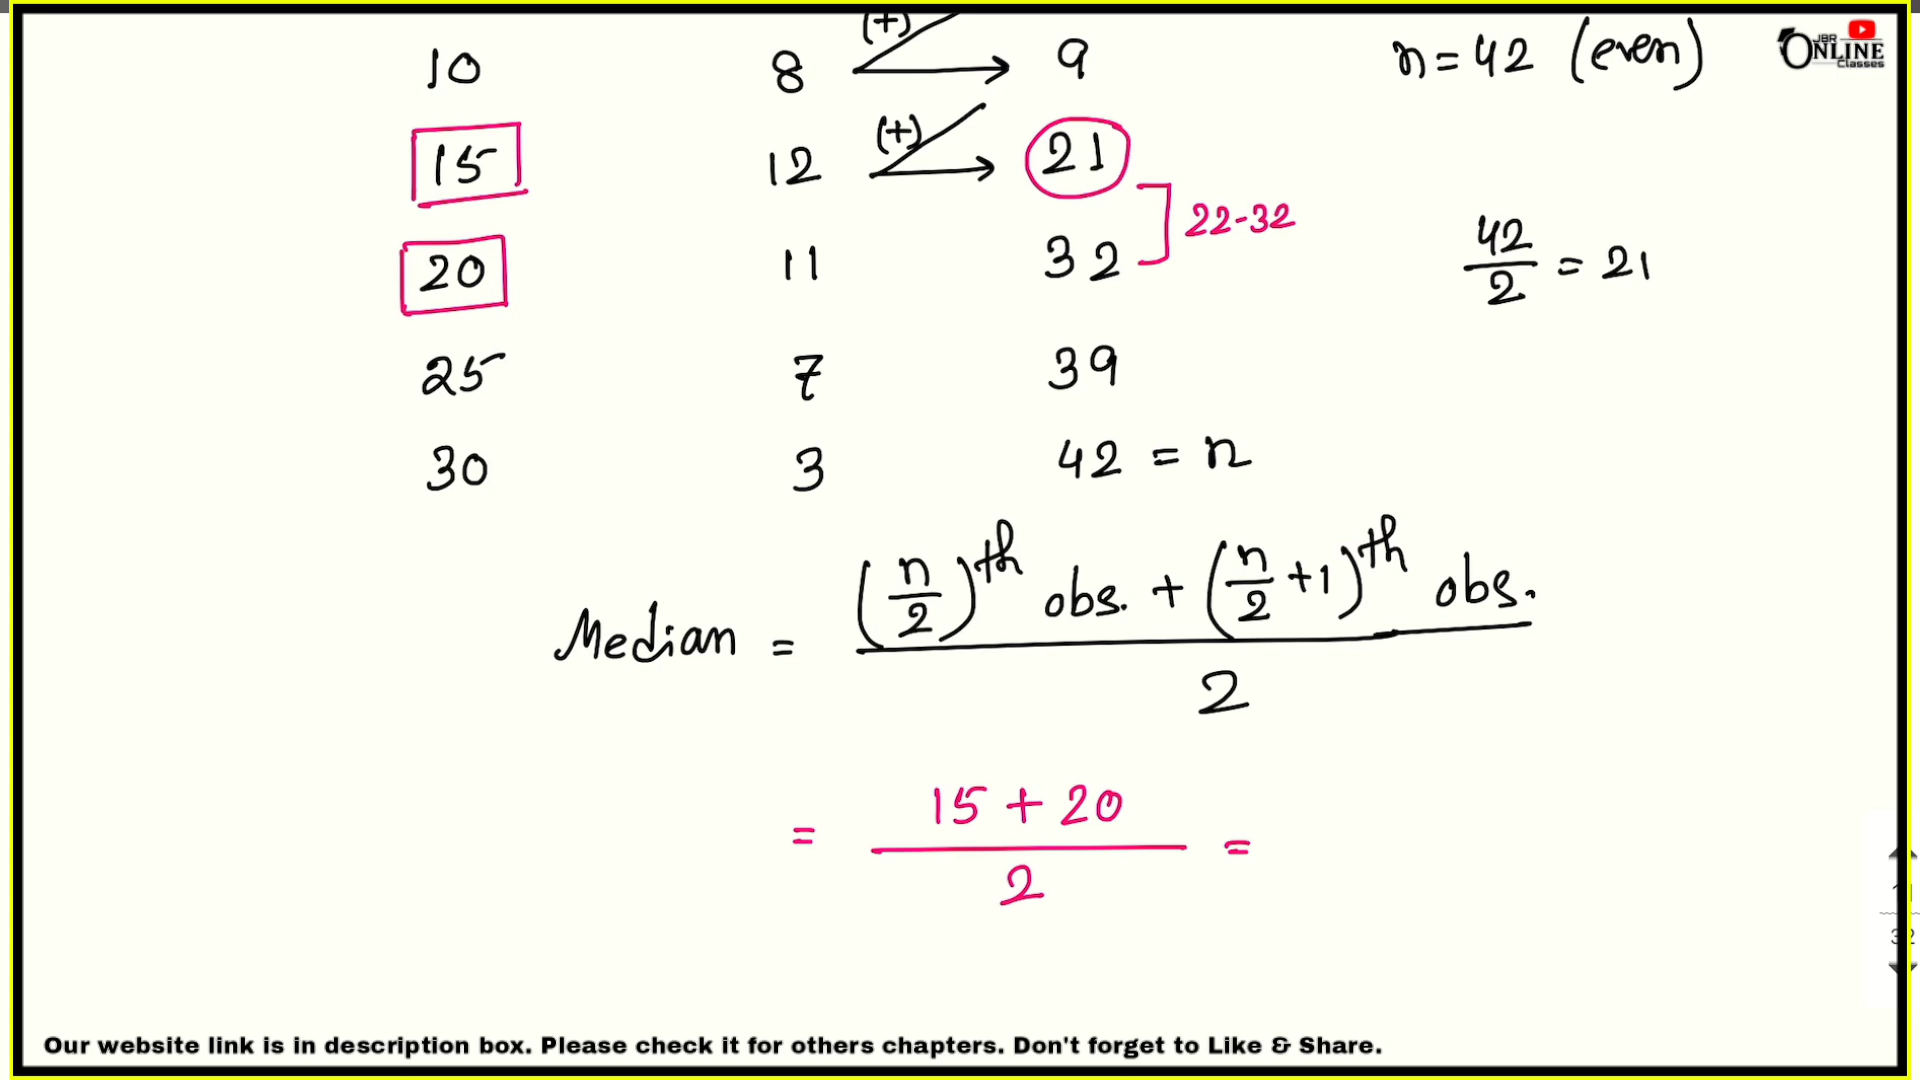 (+)
10 8 9 n = 42 (even)
JBR ONLINE Classes
(+)
15 12 21
22-32
20 11 32
42/2 = 21
25 7 39
30 3 42 = n
Median = ((n/2)th obs. + (n/2 + 1)th obs.)/2
= (15 + 20)/2 =
Our website link is in description box. Please check it for others chapters. Don't forget to Like & Share.